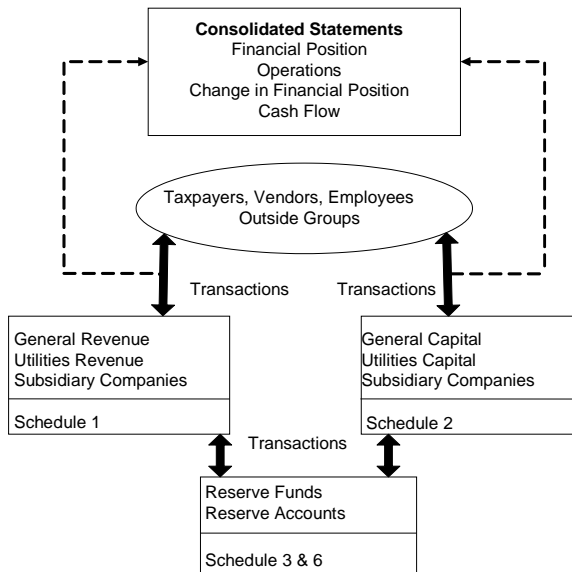 Consolidated Statements
Financial Position
Operations
Change in Financial Position
Cash Flow
Taxpayers, Vendors, Employees
Outside Groups
Transactions
Transactions
General Revenue
Utilities Revenue
Subsidiary Companies
Schedule 1
General Capital
Utilities Capital
Subsidiary Companies
Schedule 2
Transactions
Reserve Funds
Reserve Accounts
Schedule 3 & 6